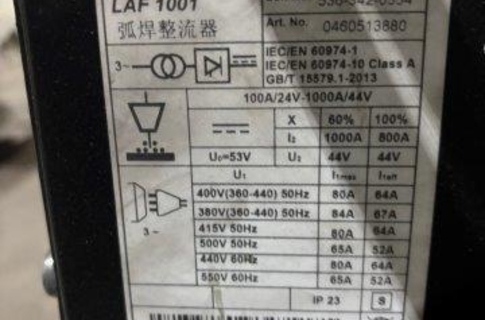 LAF 1001
弧焊整流器
Art. No. 0460513880
3~
IEC/EN 60974-1
IEC/EN 60974-10 Class A
GB/T 15579.1-2013
100A/24V-1000A/44V
X 60% 100%
I₂ 1000A 800A
U₀=53V U₂ 44V 44V
U₁ I₁max I₁eff
400V(360-440) 50Hz 80A 64A
380V(360-440) 50Hz 84A 67A
415V 50Hz 80A 64A
500V 50Hz 65A 52A
440V 60Hz 80A 64A
550V 60Hz 65A 52A
3~
IP 23 S